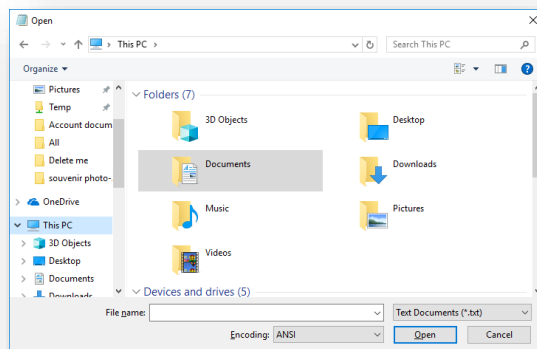 Open
This PC
Search This PC
Organize
Pictures
Temp
Account docum
All
Delete me
souvenir photo-
OneDrive
This PC
3D Objects
Desktop
Documents
Downloads
Folders (7)
3D Objects
Desktop
Documents
Downloads
Music
Pictures
Videos
Devices and drives (5)
File name:
Text Documents (*.txt)
Encoding:
ANSI
Open
Cancel